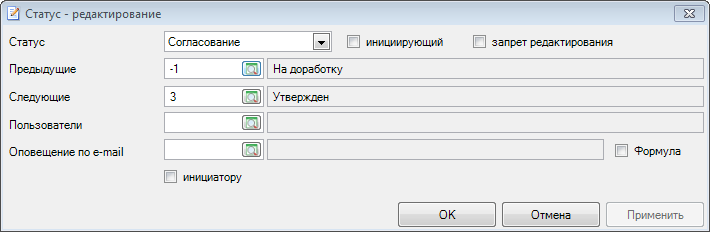 Статус - редактирование
Статус Согласование инициирующий запрет редактирования
Предыдущие -1 На доработку
Следующие 3 Утвержден
Пользователи
Оповещение по e-mail Формула
инициатору
OK Отмена Применить